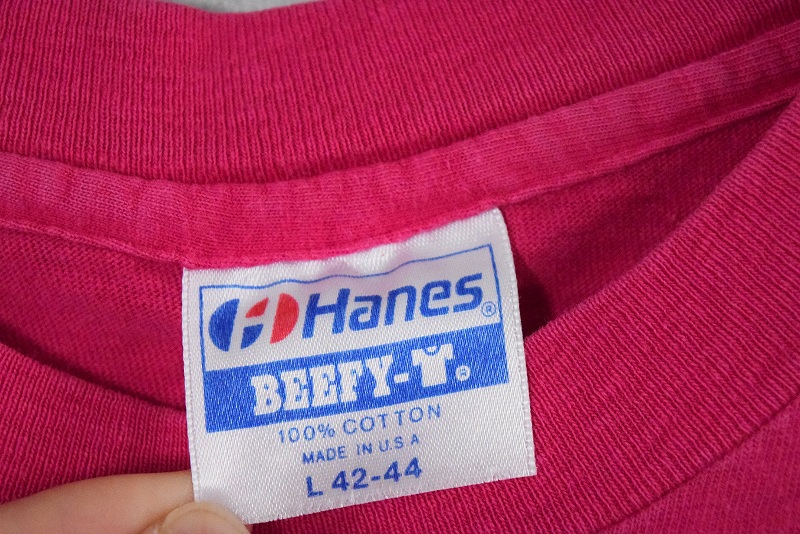 Hanes®
BEEFY-T®
100% COTTON
MADE IN U.S.A
L 42-44